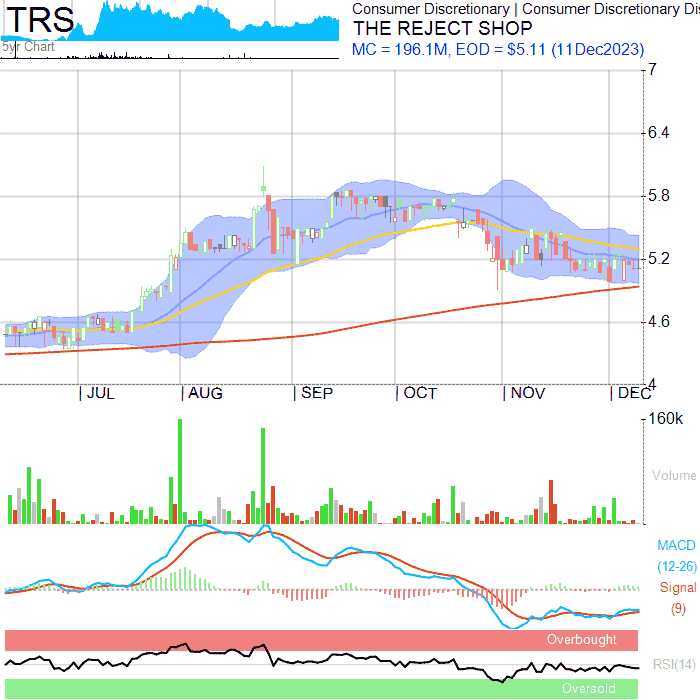 TRS
5yr Chart
Consumer Discretionary | Consumer Discretionary Dis
THE REJECT SHOP
MC = 196.1M, EOD = $5.11 (11Dec2023)
7
6.4
5.8
5.2
4.6
4
JUL
AUG
SEP
OCT
NOV
DEC
160k
Volume
MACD
(12-26)
Signal
(9)
Overbought
RSI(14)
Oversold